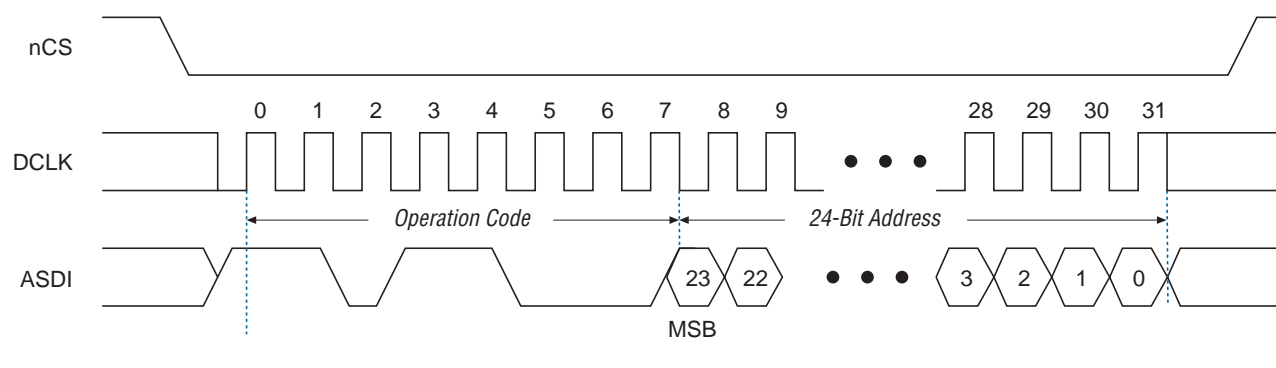 nCS
0 1 2 3 4 5 6 7 8 9 28 29 30 31
DCLK
Operation Code 24-Bit Address
ASDI 23 22 3 2 1 0
MSB